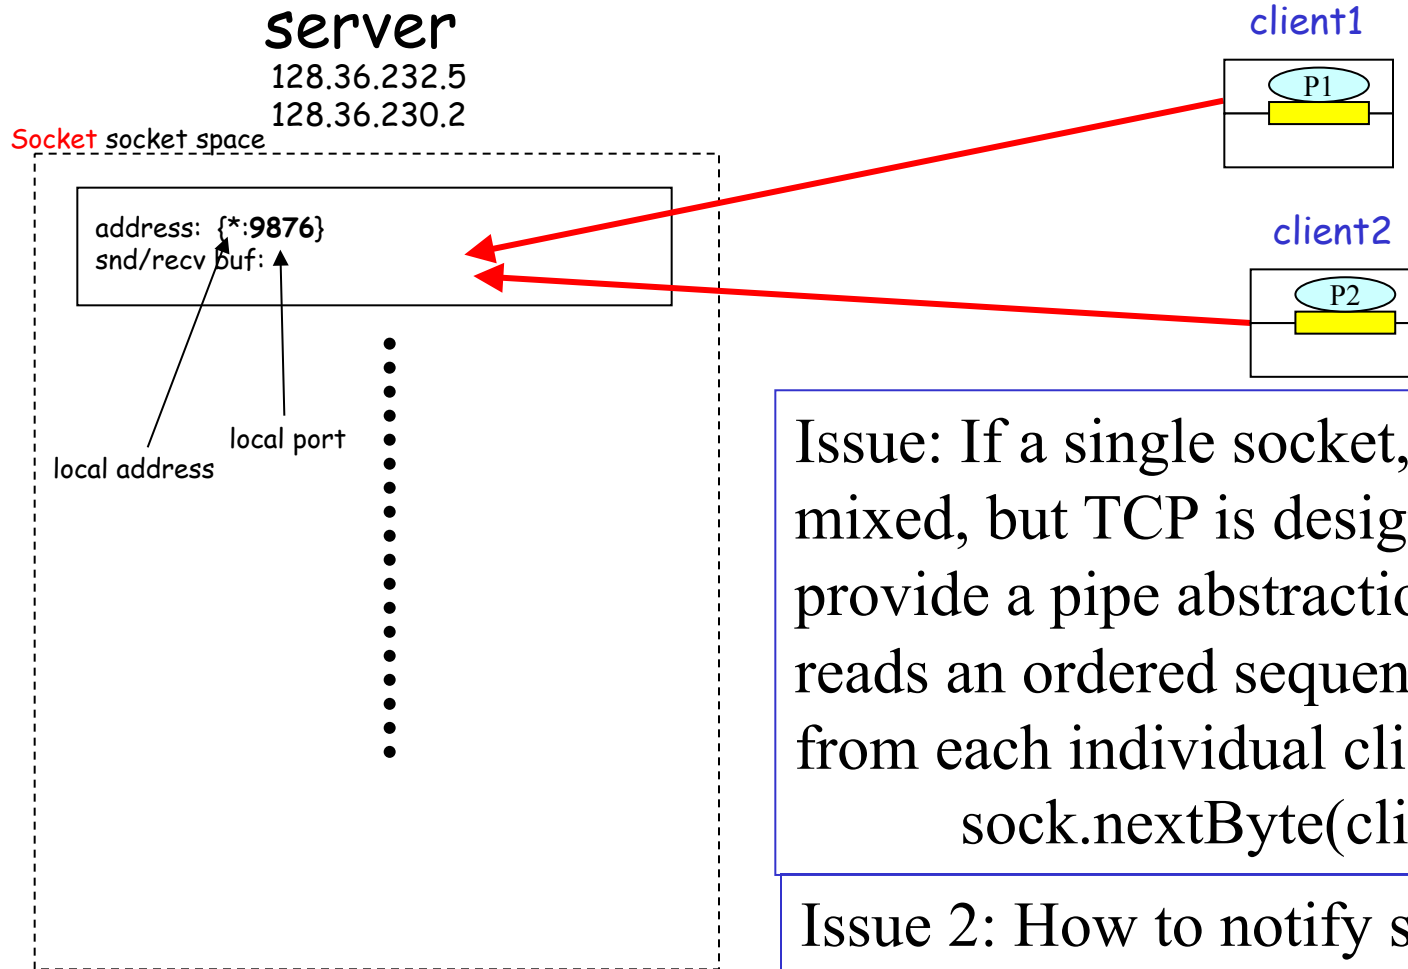 server
128.36.232.5
128.36.230.2
Socket socket space
address: {*:9876}
snd/recv buf:
local port
local address
client1
P1
client2
P2
Issue: If a single socket,
mixed, but TCP is desig
provide a pipe abstractio
reads an ordered sequen
from each individual cli
sock.nextByte(cli
Issue 2: How to notify s